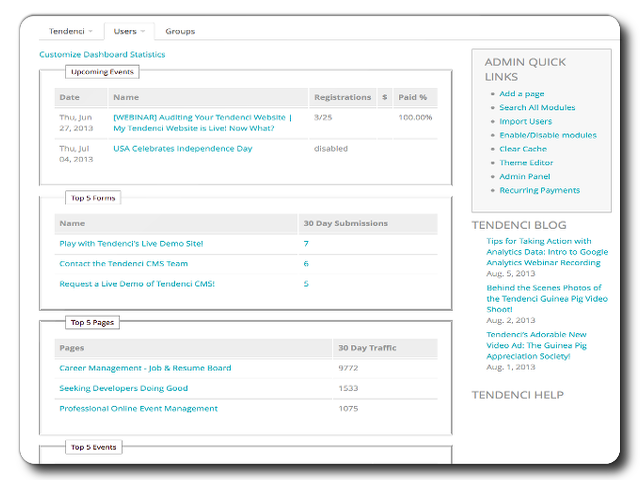 Tendenci Users Groups
Customize Dashboard Statistics
Upcoming Events
Date Name Registrations $ Paid %
Thu, Jun 27, 2013 [WEBINAR] Auditing Your Tendenci Website | My Tendenci Website is Live! Now What? 3/25 100.00%
Thu, Jul 04, 2013 USA Celebrates Independence Day disabled
Top 5 Forms
Name 30 Day Submissions
Play with Tendenci's Live Demo Site! 7
Contact the Tendenci CMS Team 6
Request a Live Demo of Tendenci CMS! 5
Top 5 Pages
Pages 30 Day Traffic
Career Management - Job & Resume Board 9772
Seeking Developers Doing Good 1533
Professional Online Event Management 1075
Top 5 Events
ADMIN QUICK
LINKS
Add a page
Search All Modules
Import Users
Enable/Disable modules
Clear Cache
Theme Editor
Admin Panel
Recurring Payments
TENDENCI BLOG
Tips for Taking Action with
Analytics Data: Intro to Google
Analytics Webinar Recording
Aug. 5, 2013
Behind the Scenes Photos of
the Tendenci Guinea Pig Video
Shoot!
Aug. 2, 2013
Tendenci's Adorable New
Video Ad: The Guinea Pig
Appreciation Society!
Aug. 1, 2013
TENDENCI HELP